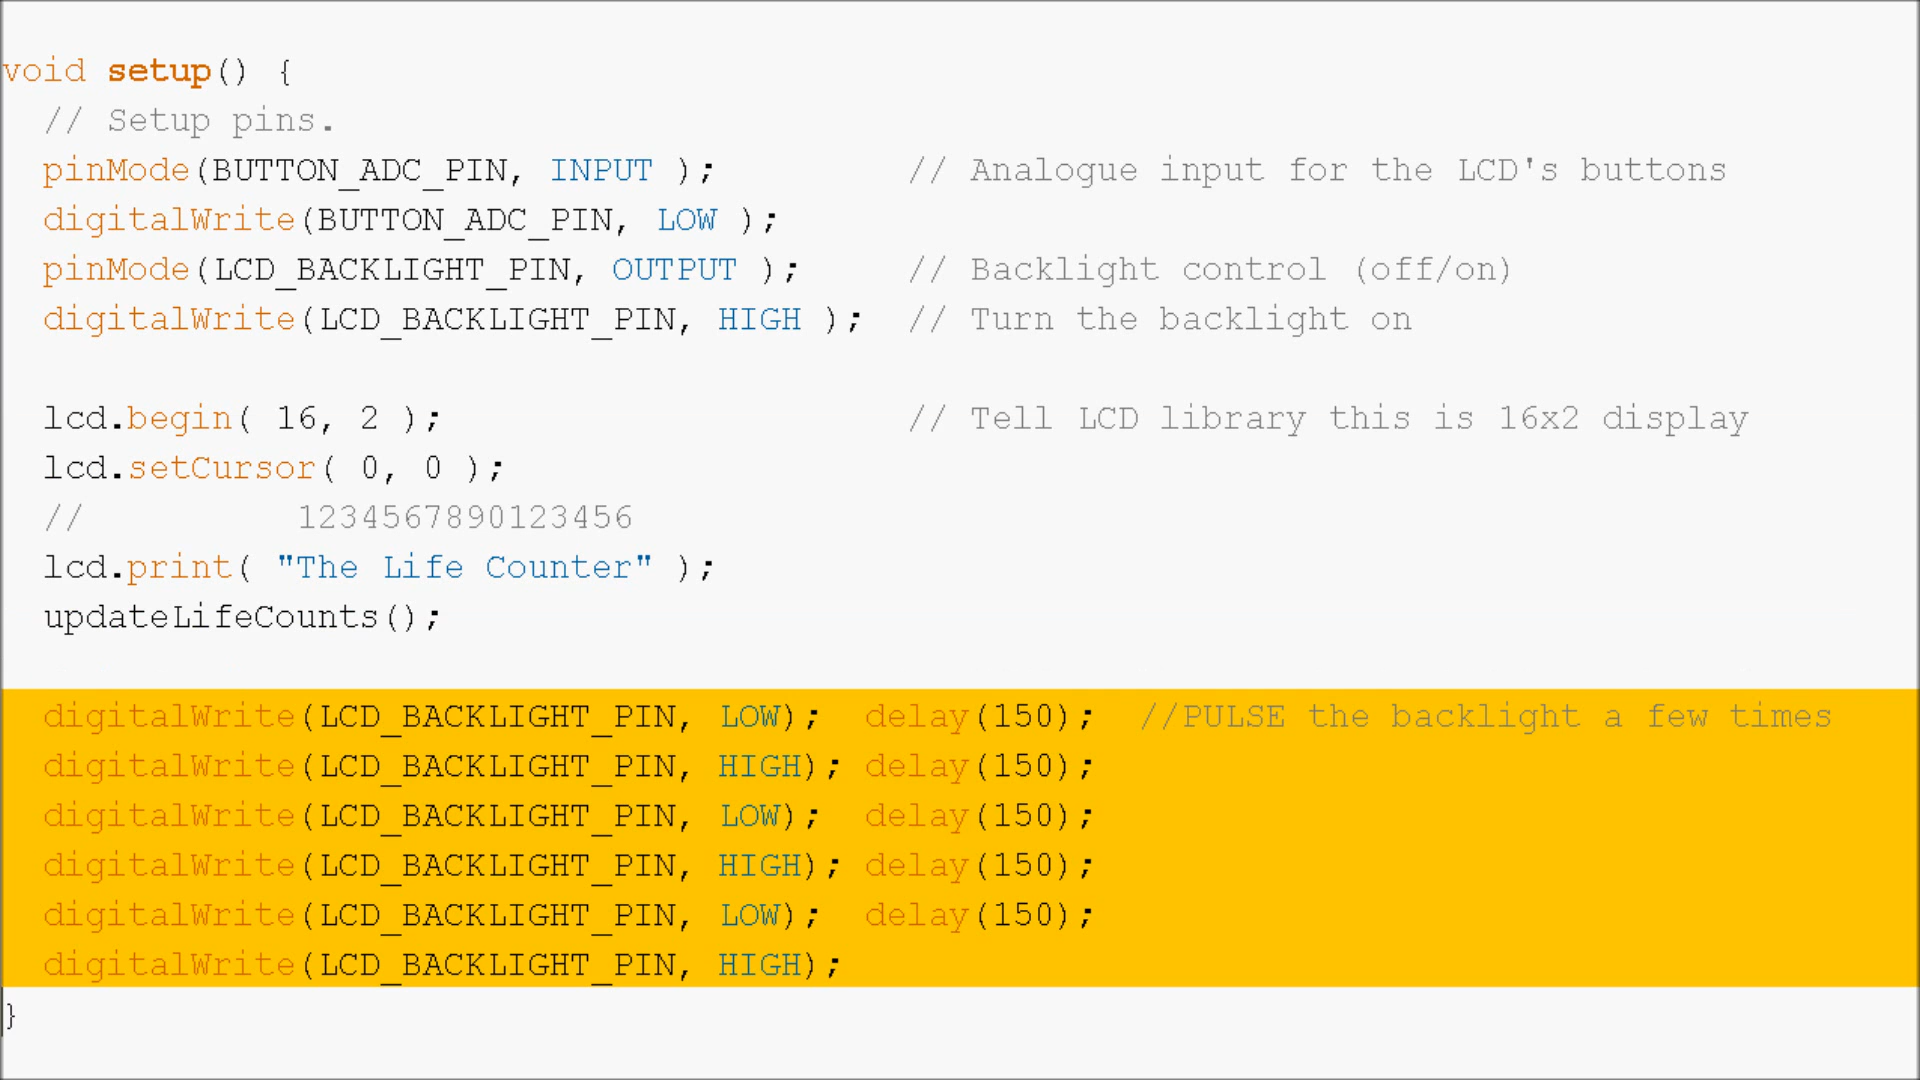 void setup() {
// Setup pins.
pinMode(BUTTON_ADC_PIN, INPUT ); // Analogue input for the LCD's buttons
digitalWrite(BUTTON_ADC_PIN, LOW );
pinMode(LCD_BACKLIGHT_PIN, OUTPUT ); // Backlight control (off/on)
digitalWrite(LCD_BACKLIGHT_PIN, HIGH ); // Turn the backlight on
lcd.begin( 16, 2 ); // Tell LCD library this is 16x2 display
lcd.setCursor( 0, 0 );
// 1234567890123456
lcd.print( "The Life Counter" );
updateLifeCounts();
digitalWrite(LCD_BACKLIGHT_PIN, LOW); delay(150); //PULSE the backlight a few times
digitalWrite(LCD_BACKLIGHT_PIN, HIGH); delay(150);
digitalWrite(LCD_BACKLIGHT_PIN, LOW); delay(150);
digitalWrite(LCD_BACKLIGHT_PIN, HIGH); delay(150);
digitalWrite(LCD_BACKLIGHT_PIN, LOW); delay(150);
digitalWrite(LCD_BACKLIGHT_PIN, HIGH);
}